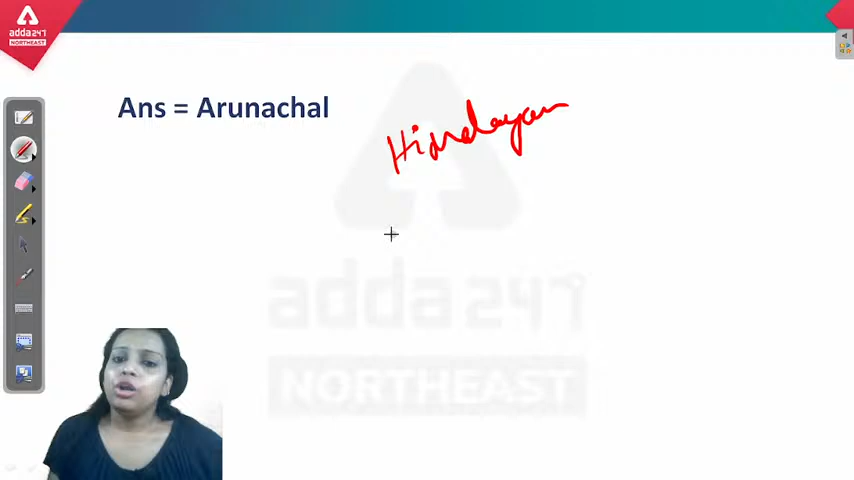 adda247
NORTHEAST
Ans = Arunachal
Himalayan
adda247
NORTHEAST